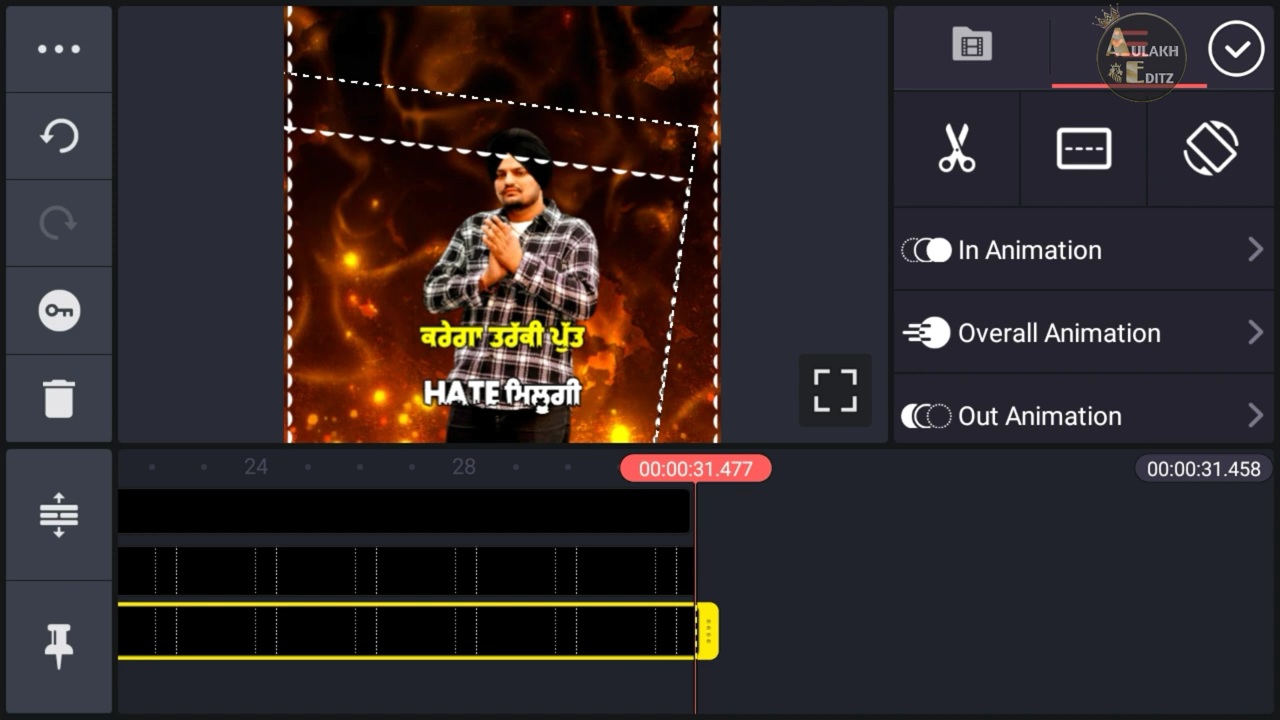 AULAKH
EDITZ
In Animation
Overall Animation
Out Animation
ਕਰੇਗਾ ਤਰੱਕੀ ਪੁੱਤ
HATE ਮਿਲੂਗੀ
24
28
00:00:31.477
00:00:31.458